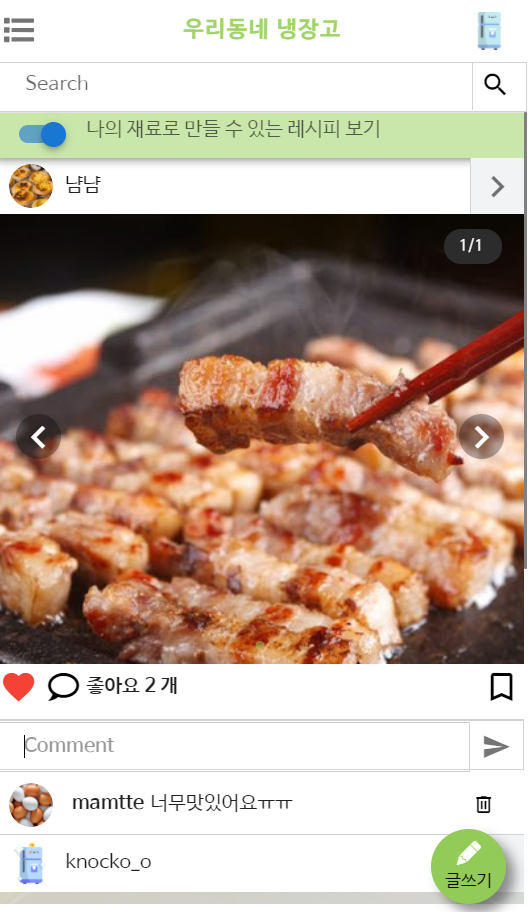 우리동네 냉장고
Search
나의 재료로 만들 수 있는 레시피 보기
냠냠
1/1
좋아요 2 개
Comment
mamtte 너무맛있어요ㅠㅠ
knocko_o
글쓰기